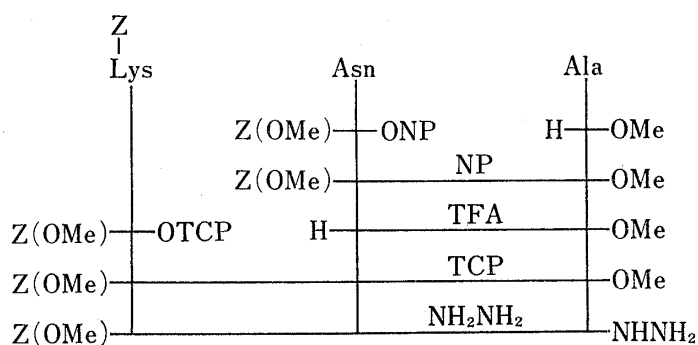 Z
Lys Asn Ala
Z(OMe) ONP H OMe
Z(OMe) NP OMe
Z(OMe) OTCP H TFA OMe
Z(OMe) TCP OMe
Z(OMe) NH₂NH₂ NHNH₂